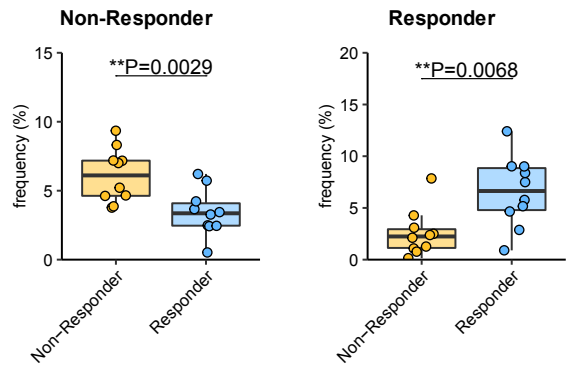 Non-Responder
15
10
5
0
frequency (%)
**P=0.0029
Non-Responder
Responder
Responder
20
15
10
5
0
frequency (%)
**P=0.0068
Non-Responder
Responder